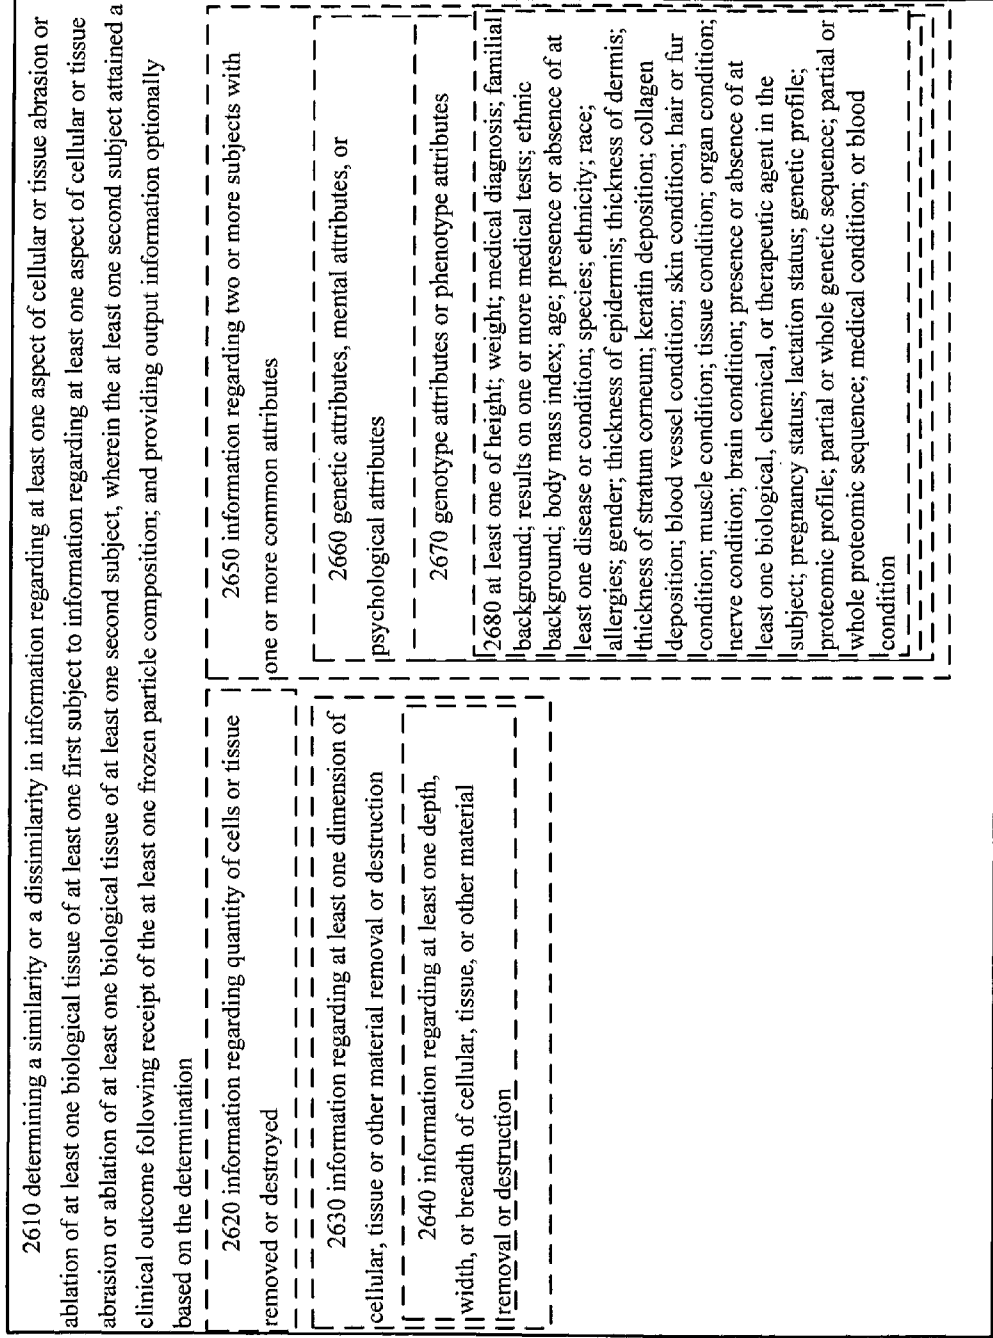 2610 determining a similarity or a dissimilarity in information regarding at least one aspect of cellular or tissue abrasion or
ablation of at least one biological tissue of at least one first subject to information regarding at least one aspect of cellular or tissue
abrasion or ablation of at least one biological tissue of at least one second subject, wherein the at least one second subject attained a
clinical outcome following receipt of the at least one frozen particle composition; and providing output information optionally
based on the determination
2620 information regarding quantity of cells or tissue
removed or destroyed
2630 information regarding at least one dimension of
cellular, tissue or other material removal or destruction
2640 information regarding at least one depth,
width, or breadth of cellular, tissue, or other material
removal or destruction
2650 information regarding two or more subjects with
one or more common attributes
2660 genetic attributes, mental attributes, or
psychological attributes
2670 genotype attributes or phenotype attributes
2680 at least one of height; weight; medical diagnosis; familial
background; results on one or more medical tests; ethnic
background; body mass index; age; presence or absence of at
least one disease or condition; species; ethnicity; race;
allergies; gender; thickness of epidermis; thickness of dermis;
thickness of stratum corneum; keratin deposition; collagen
deposition; blood vessel condition; skin condition; hair or fur
condition; muscle condition; tissue condition; organ condition;
nerve condition; brain condition; presence or absence of at
least one biological, chemical, or therapeutic agent in the
subject; pregnancy status; lactation status; genetic profile;
proteomic profile; partial or whole genetic sequence; partial or
whole proteomic sequence; medical condition; or blood
condition